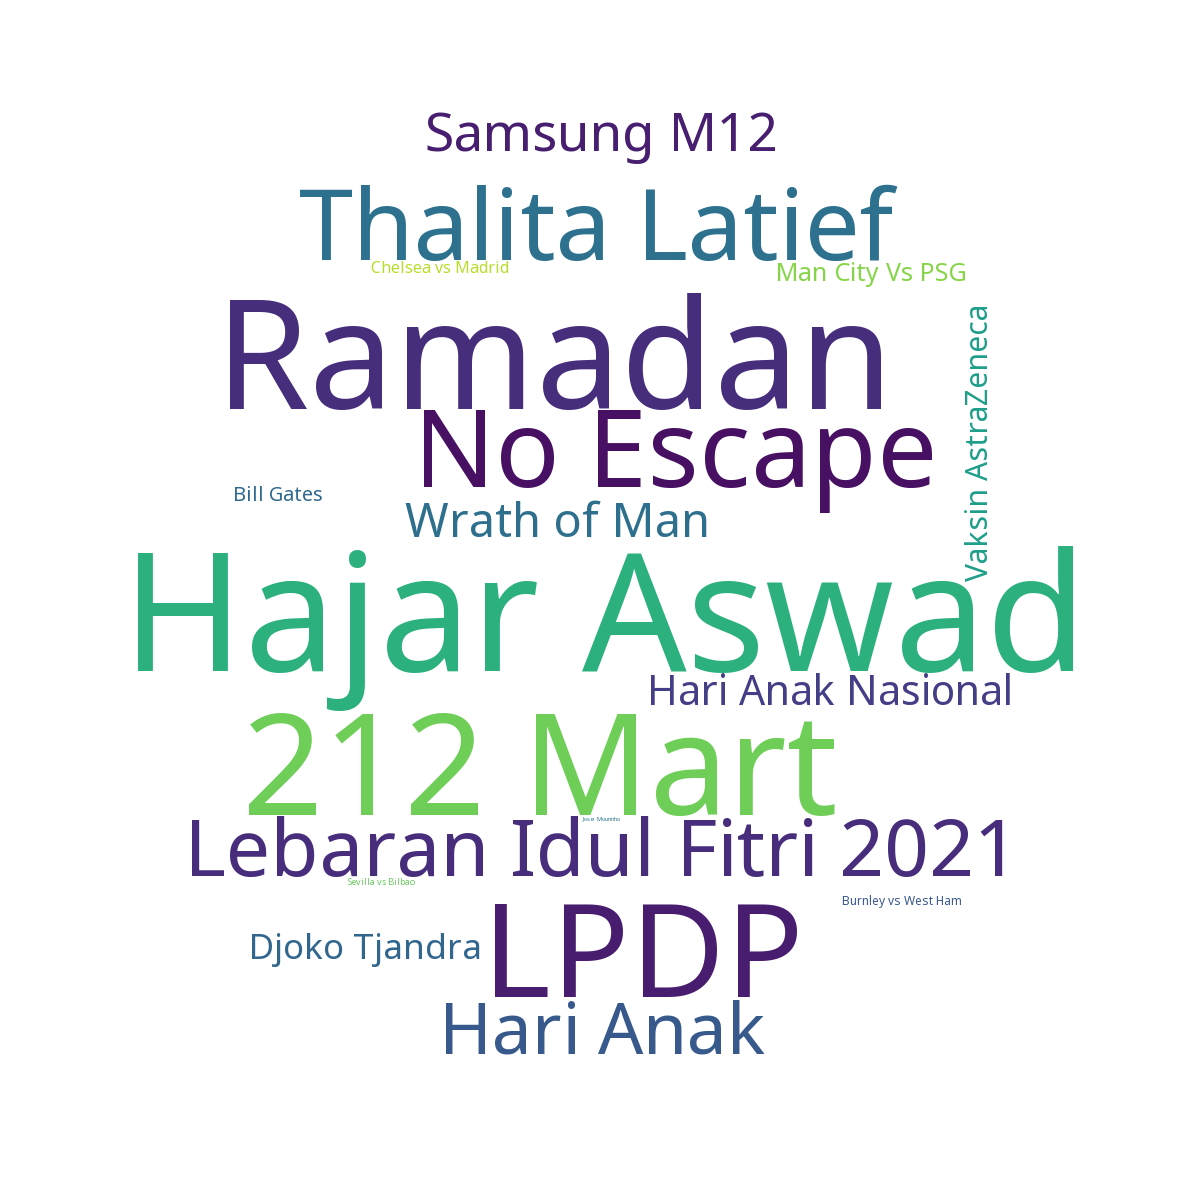 Samsung M12
Thalita Latief
Chelsea vs Madrid
Man City Vs PSG
Ramadan
Vaksin AstraZeneca
No Escape
Bill Gates
Wrath of Man
Hajar Aswad
Hari Anak Nasional
212 Mart
Jose Mourinho
Lebaran Idul Fitri 2021
Sevilla vs Bilbao
Burnley vs West Ham
LPDP
Djoko Tjandra
Hari Anak